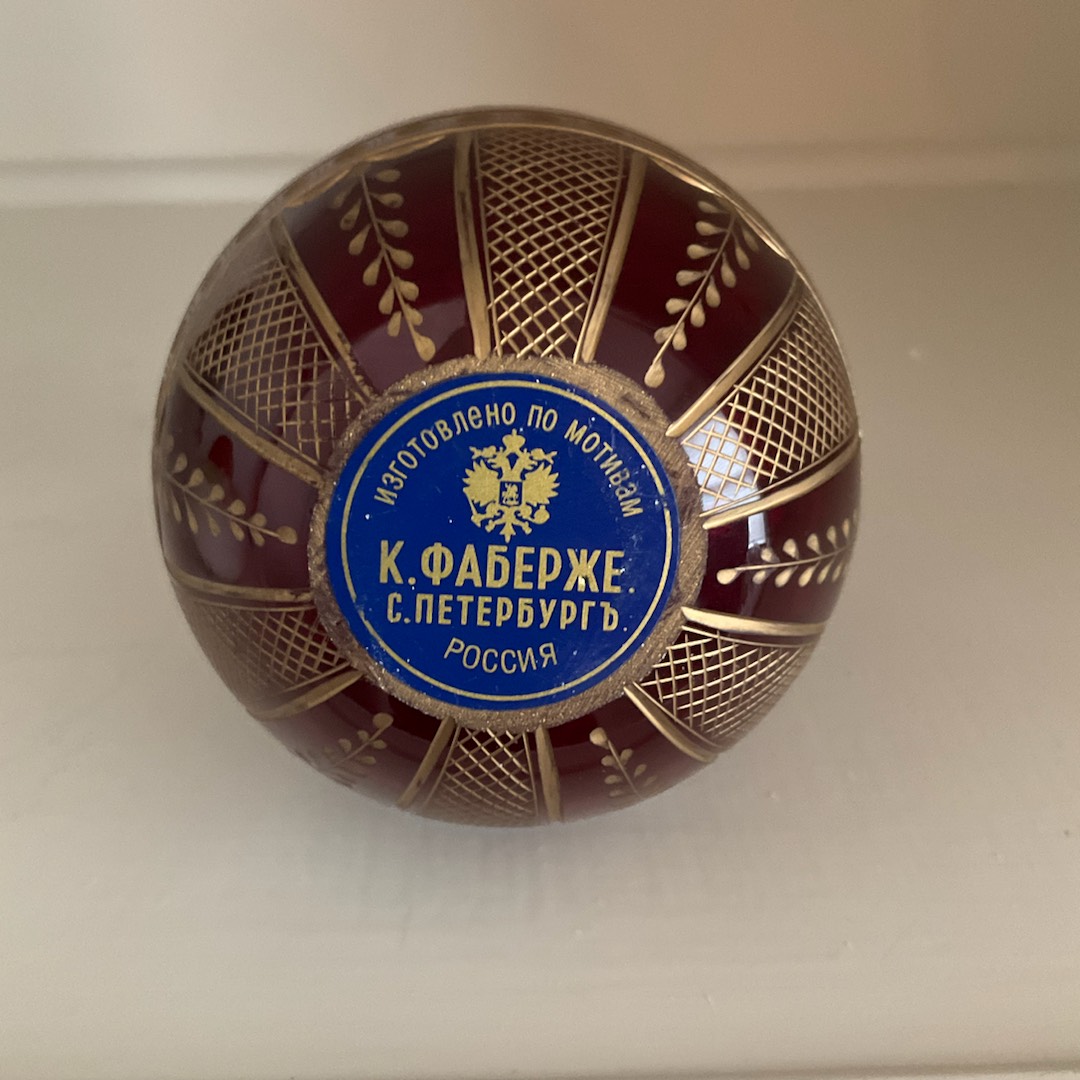 ИЗГОТОВЛЕНО ПО МОТИВАМ
К.ФАБЕРЖЕ.
С.ПЕТЕРБУРГЪ.
РОССИЯ